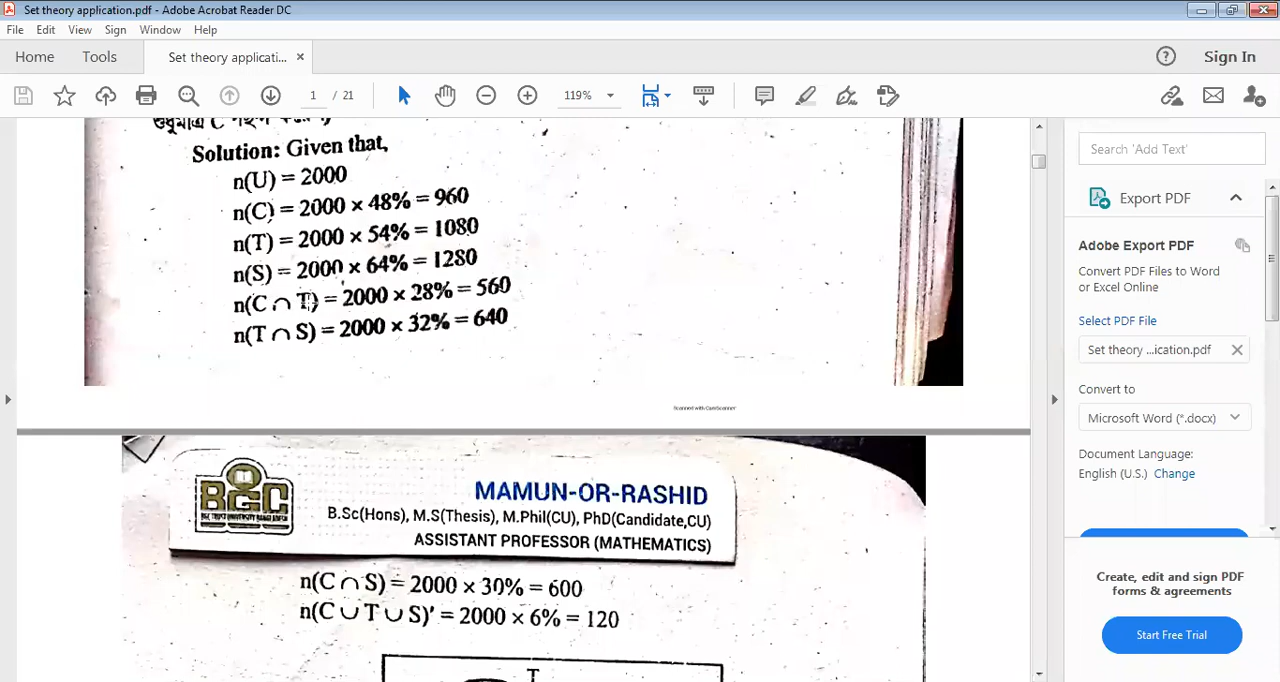 Set theory application.pdf - Adobe Acrobat Reader DC
File Edit View Sign Window Help
Home Tools Set theory applicati... ×
Sign In
1 / 21
119%
শুধুমাত্র C
Solution: Given that,
n(U) = 2000
n(C) = 2000 × 48% = 960
n(T) = 2000 × 54% = 1080
n(S) = 2000 × 64% = 1280
n(C ∩ T) = 2000 × 28% = 560
n(T ∩ S) = 2000 × 32% = 640
Scanned with CamScanner
BGC
MAMUN-OR-RASHID
B.Sc(Hons), M.S(Thesis), M.Phil(CU), PhD(Candidate,CU)
ASSISTANT PROFESSOR (MATHEMATICS)
n(C ∩ S) = 2000 × 30% = 600
n(C ∪ T ∪ S)′ = 2000 × 6% = 120
T
Search 'Add Text'
Export PDF
Adobe Export PDF
Convert PDF Files to Word
or Excel Online
Select PDF File
Set theory ...ication.pdf
Convert to
Microsoft Word (*.docx)
Document Language:
English (U.S.) Change
Create, edit and sign PDF
forms & agreements
Start Free Trial